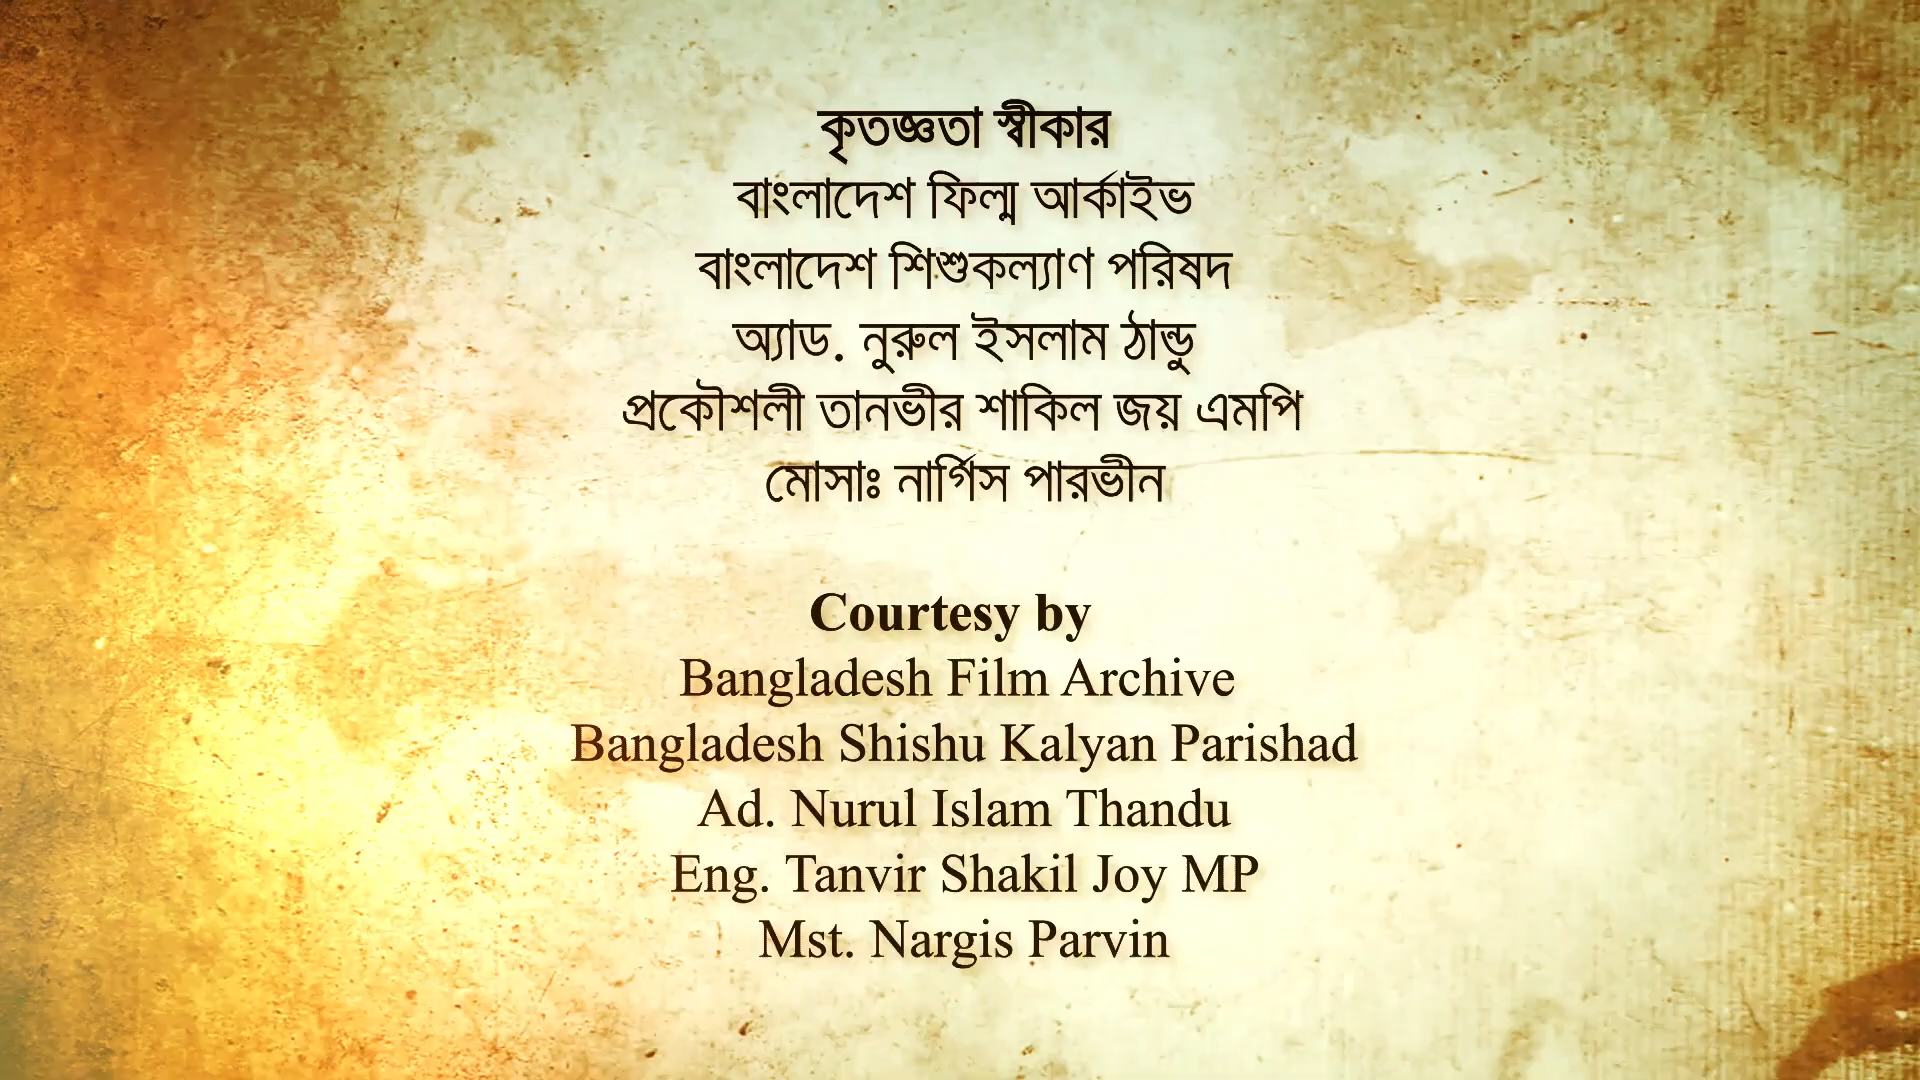 কৃতজ্ঞতা স্বীকার
বাংলাদেশ ফিল্ম আর্কাইভ
বাংলাদেশ শিশুকল্যাণ পরিষদ
অ্যাড. নুরুল ইসলাম ঠান্ডু
প্রকৌশলী তানভীর শাকিল জয় এমপি
মোসাঃ নার্গিস পারভীন
Courtesy by
Bangladesh Film Archive
Bangladesh Shishu Kalyan Parishad
Ad. Nurul Islam Thandu
Eng. Tanvir Shakil Joy MP
Mst. Nargis Parvin